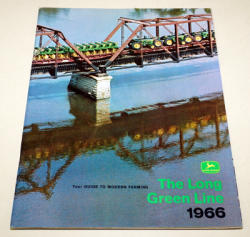 Your GUIDE TO MODERN FARMING
The Long
Green Line
1966